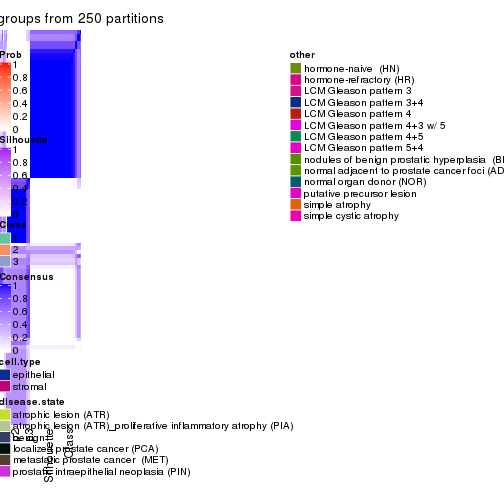 groups from 250 partitions
Prob
1
0.8
0.6
0.4
0.2
0
Silhouette
1
0.8
0.6
0.4
0.2
0
Class
1
2
3
Consensus
1
0.8
0.6
0.4
0.2
0
cell.type
epithelial
stromal
disease.state
atrophic lesion (ATR)
atrophic lesion (ATR)_proliferative inflammatory atrophy (PIA)
benign
localized prostate cancer (PCA)
metastatic prostate cancer (MET)
prostatic intraepithelial neoplasia (PIN)
Silhouette
Class
other
hormone-naive (HN)
hormone-refractory (HR)
LCM Gleason pattern 3
LCM Gleason pattern 3+4
LCM Gleason pattern 4
LCM Gleason pattern 4+3 w/ 5
LCM Gleason pattern 4+5
LCM Gleason pattern 5+4
nodules of benign prostatic hyperplasia (B
normal adjacent to prostate cancer foci (AD
normal organ donor (NOR)
putative precursor lesion
simple atrophy
simple cystic atrophy